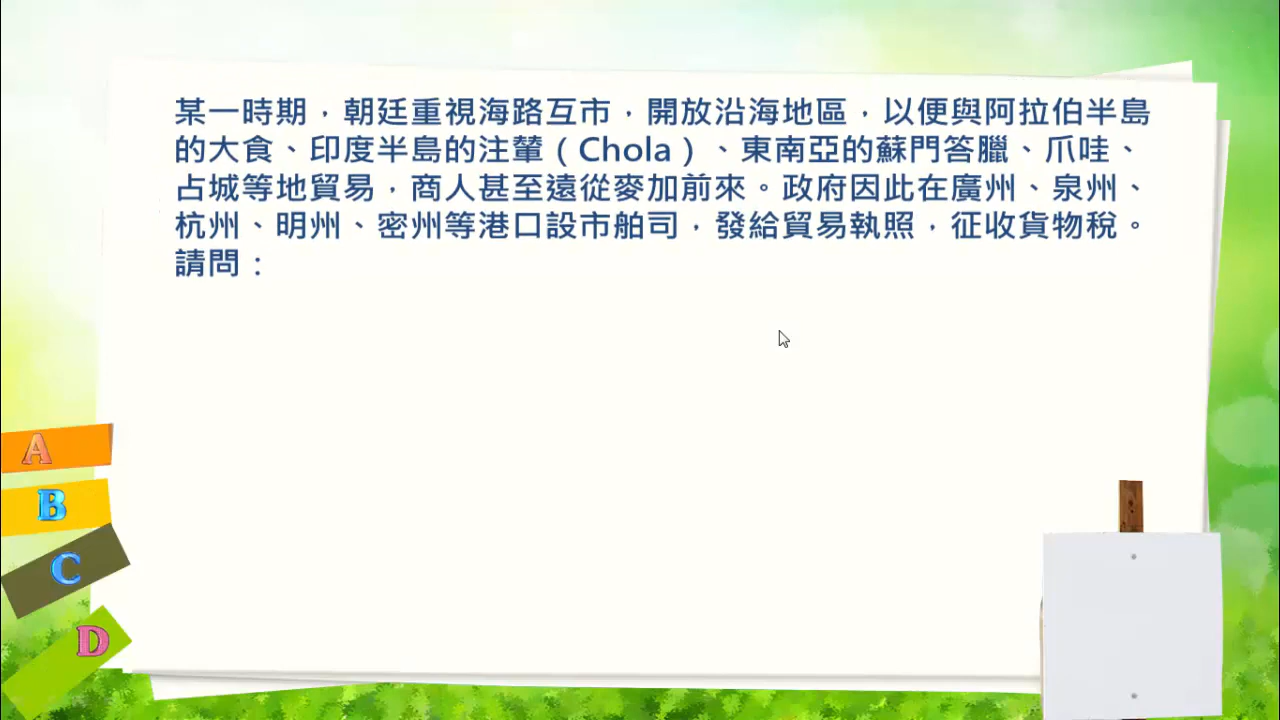 某一時期，朝廷重視海路互市，開放沿海地區，以便與阿拉伯半島
的大食、印度半島的注輦（Chola）、東南亞的蘇門答臘、爪哇、
占城等地貿易，商人甚至遠從麥加前來。政府因此在廣州、泉州、
杭州、明州、密州等港口設市舶司，發給貿易執照，征收貨物稅。
請問：
A
B
C
D